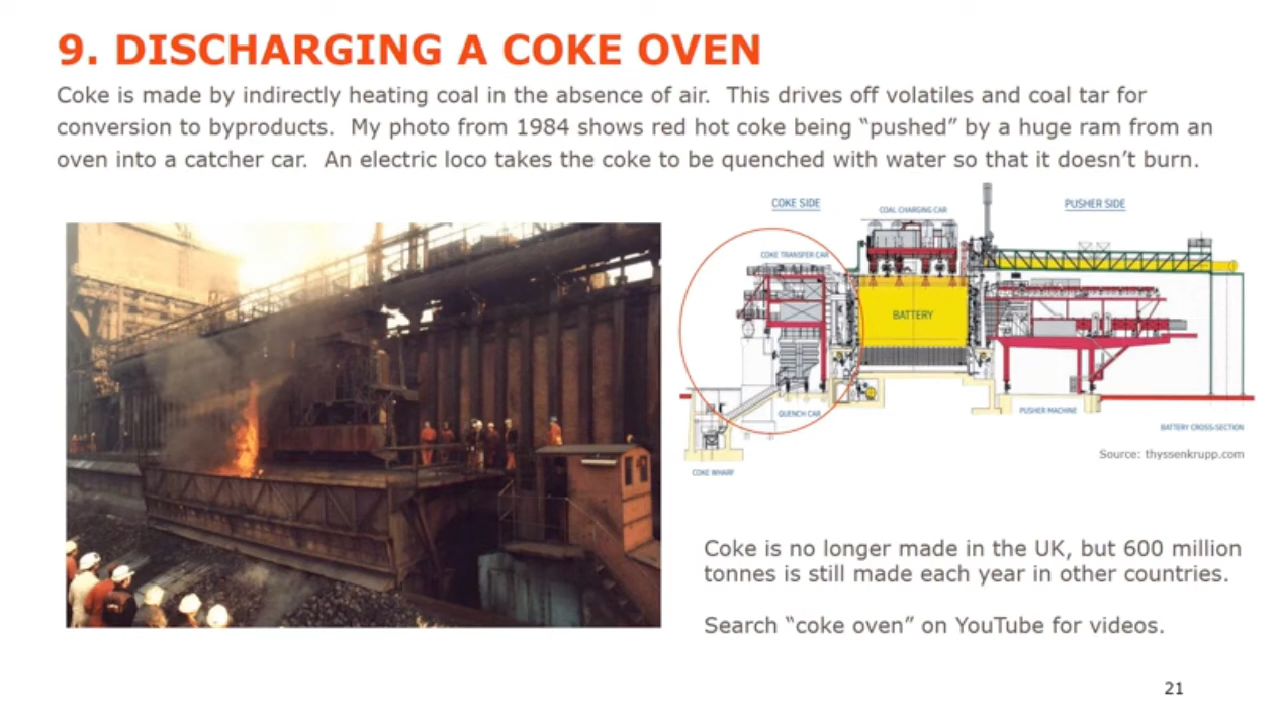 9. DISCHARGING A COKE OVEN
Coke is made by indirectly heating coal in the absence of air.  This drives off volatiles and coal tar for
conversion to byproducts.  My photo from 1984 shows red hot coke being “pushed” by a huge ram from an
oven into a catcher car.  An electric loco takes the coke to be quenched with water so that it doesn’t burn.
COKE SIDE
COAL CHARGING CAR
PUSHER SIDE
COKE TRANSFER CAR
BATTERY
QUENCH CAR
PUSHER MACHINE
BATTERY CROSS-SECTION
Source: thyssenkrupp.com
COKE WHARF
Coke is no longer made in the UK, but 600 million
tonnes is still made each year in other countries.
Search “coke oven” on YouTube for videos.
21